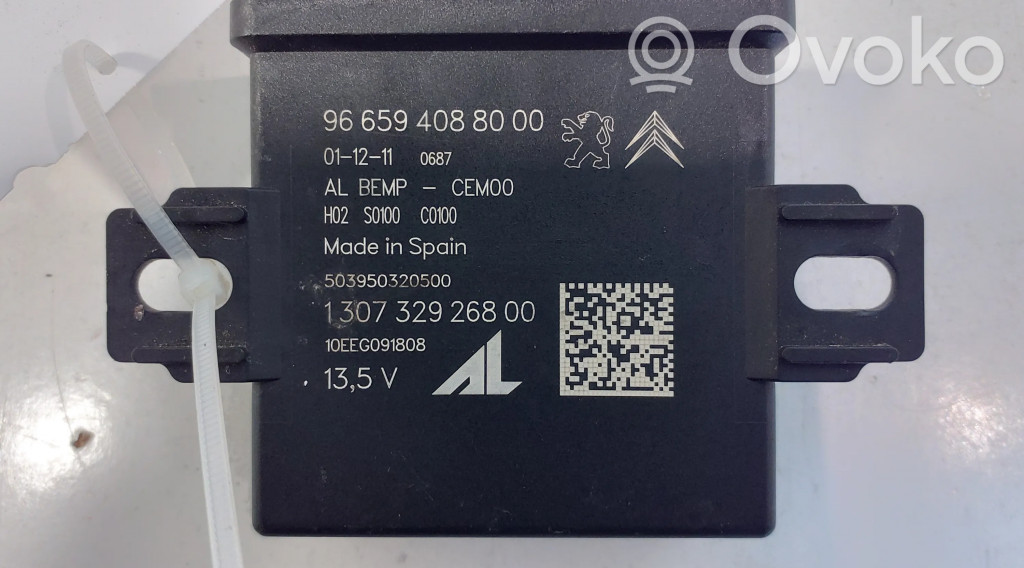 Ovoko
96 659 408 80 00
01-12-11 0687
AL BEMP - CEM00
H02 S0100 C0100
Made in Spain
503950320500
1 307 329 268 00
10EEG091808
13,5 V
AL